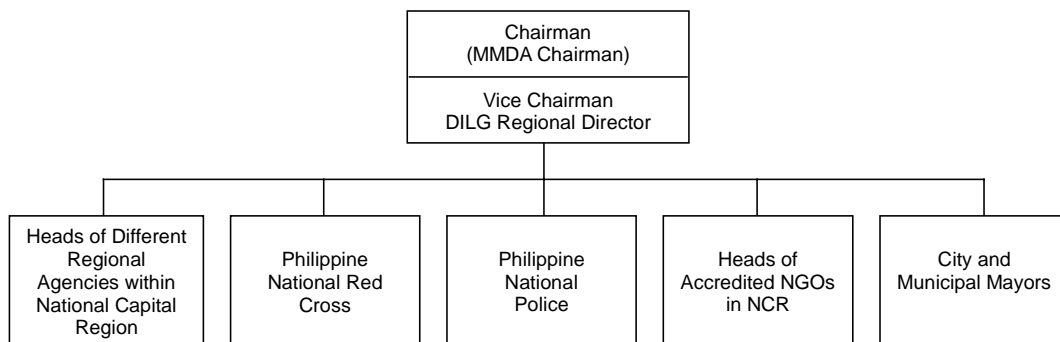 Chairman
(MMDA Chairman)
Vice Chairman
DILG Regional Director
Heads of Different
Regional
Agencies within
National Capital
Region
Philippine
National Red
Cross
Philippine
National
Police
Heads of
Accredited NGOs
in NCR
City and
Municipal Mayors